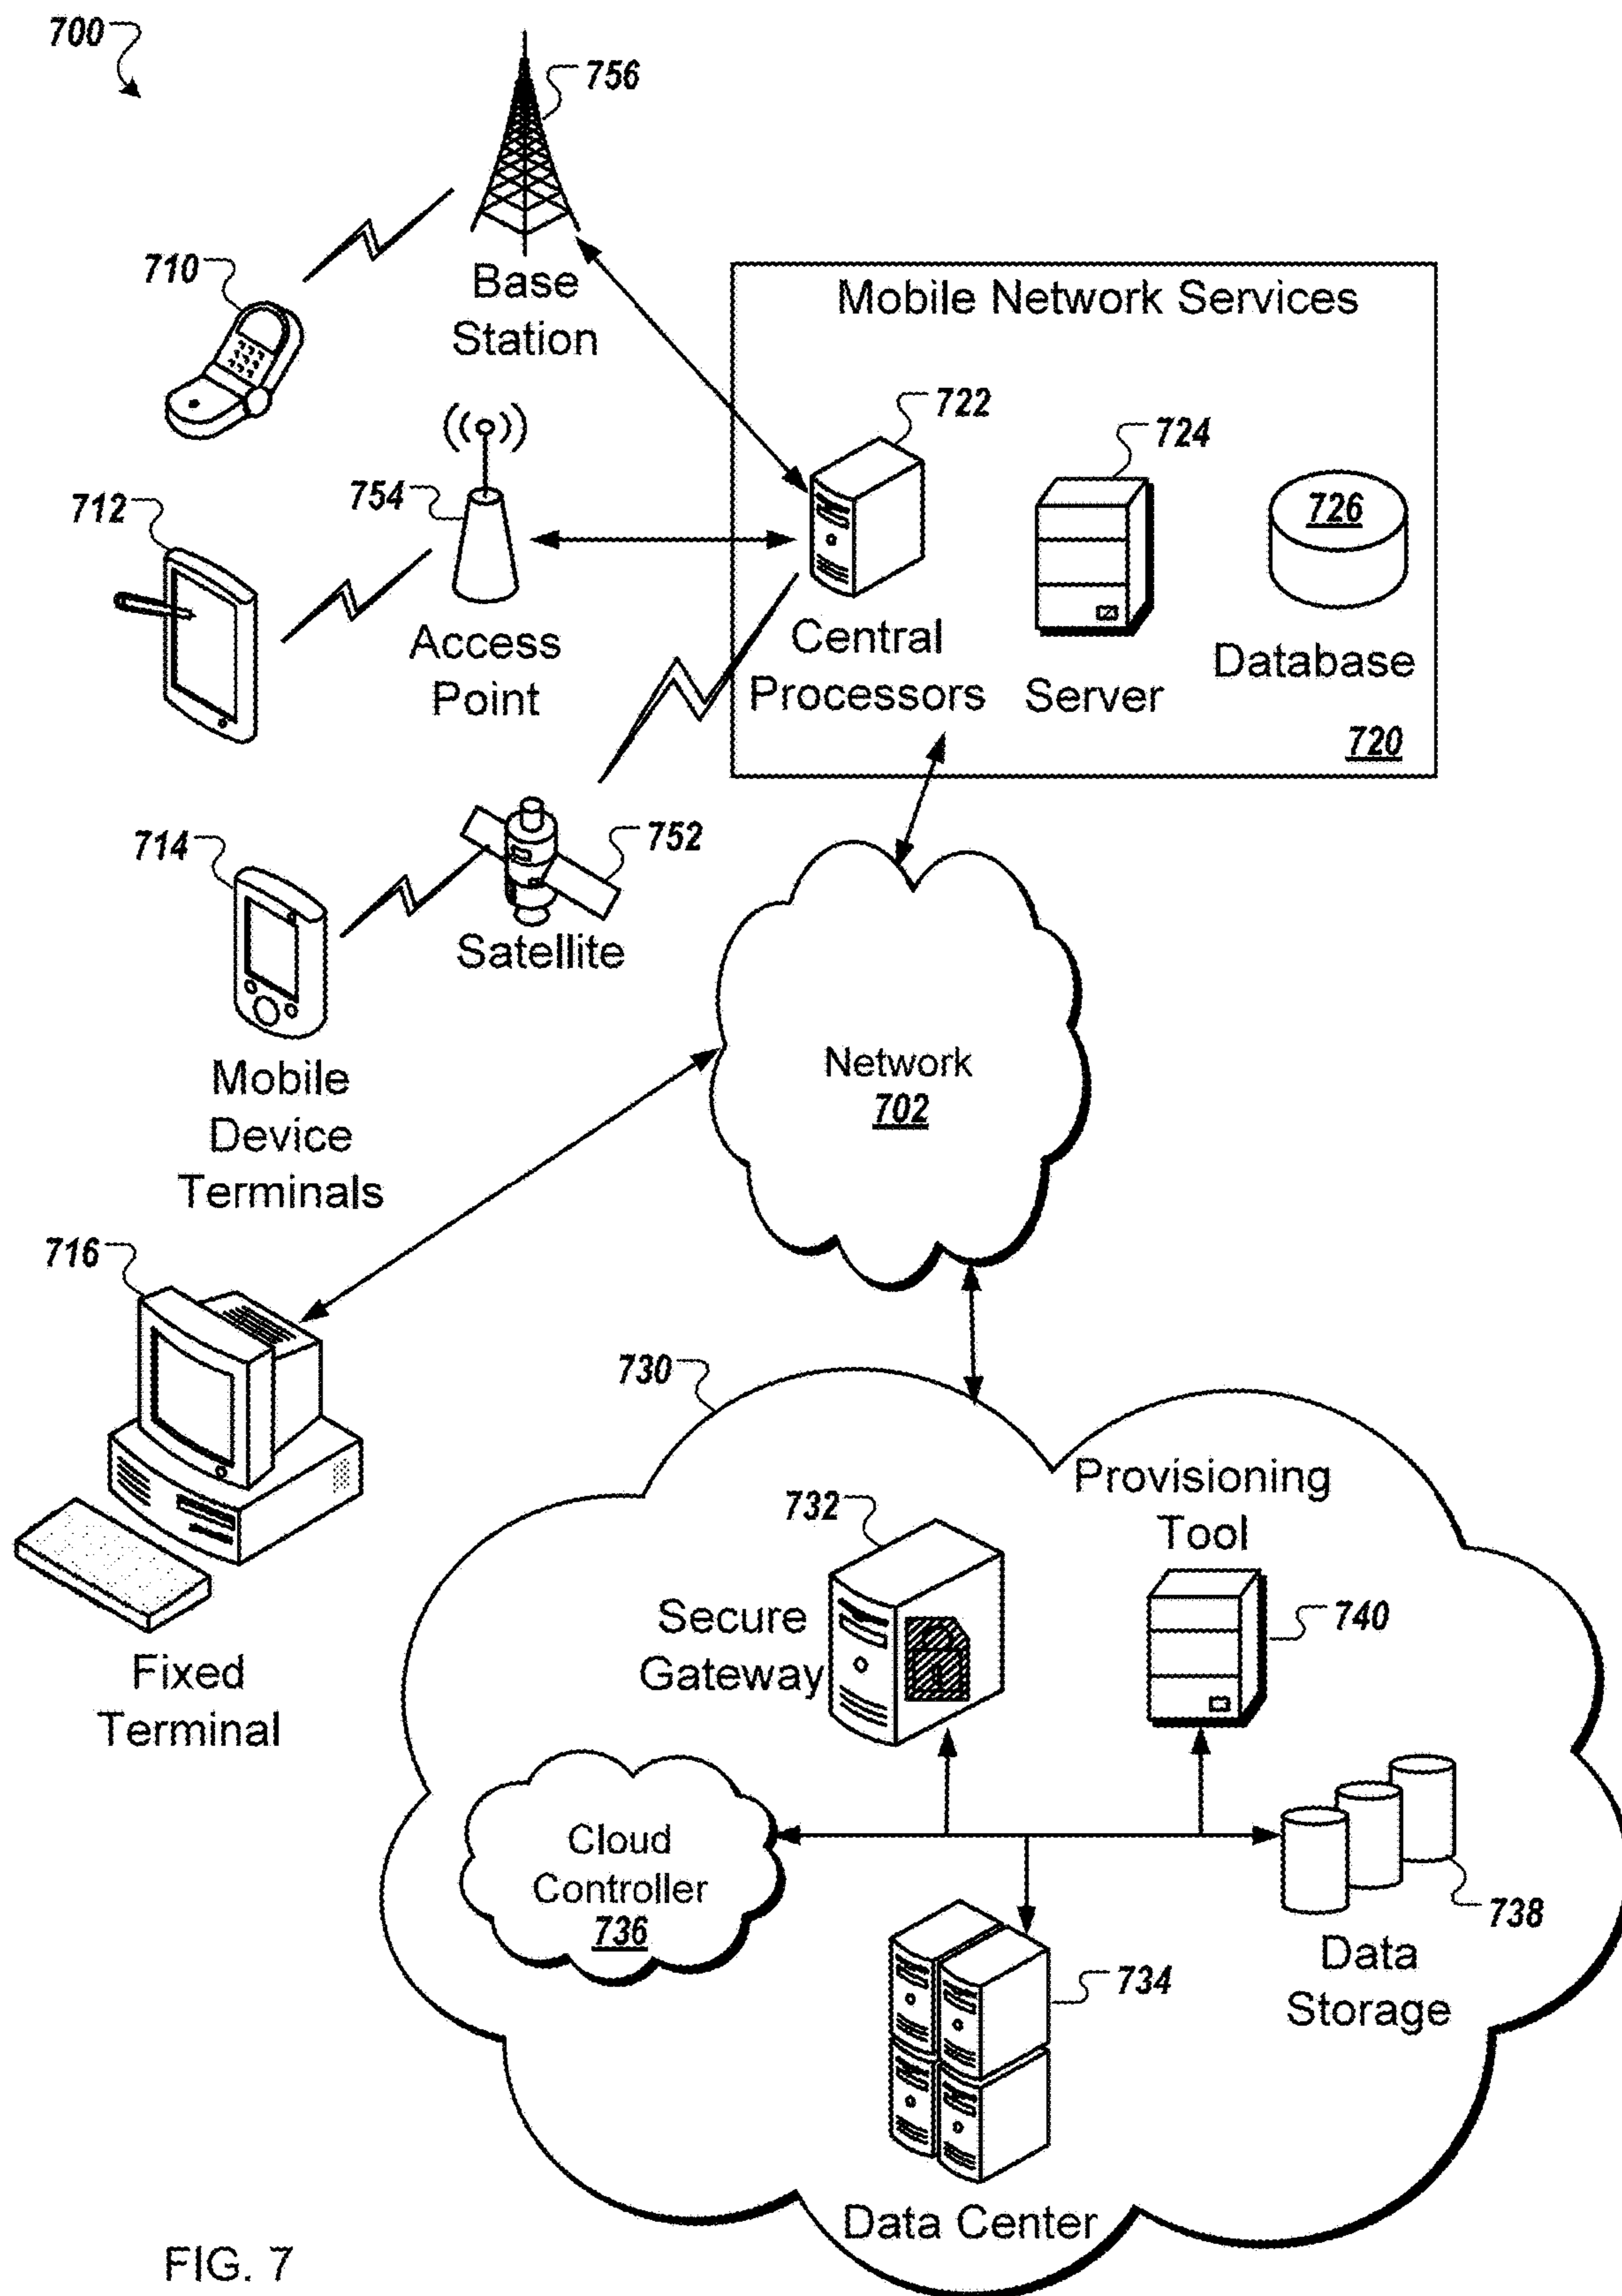 700
756
Base
Station
710
Mobile Network Services
722
724
726
754
712
Access
Point
Central
Processors
Server
Database
720
714
752
Satellite
Mobile
Device
Terminals
Network
702
716
Fixed
Terminal
730
Provisioning
Tool
732
Secure
Gateway
740
Cloud
Controller
736
738
Data
Storage
734
Data Center
FIG. 7